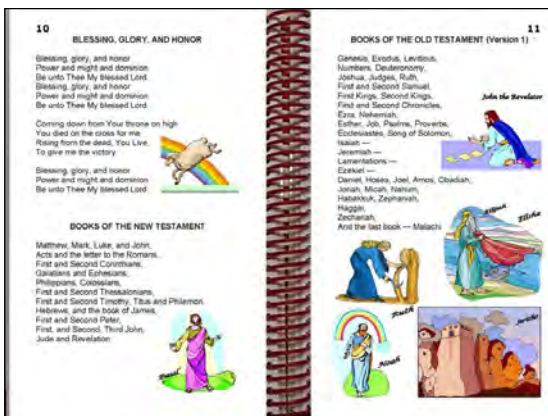 10
BLESSING, GLORY, AND HONOR
Blessing, glory, and honor
Power and might and dominion
Be unto Thee My blessed Lord.
Blessing, glory, and honor
Power and might and dominion
Be unto Thee My blessed Lord
Coming down from Your throne on high
You died on the cross for me
Rising from the dead, You Live,
To give me the victory
Blessing, glory, and honor
Power and might and dominion
Be unto Thee My blessed Lord
BOOKS OF THE NEW TESTAMENT
Matthew, Mark, Luke, and John,
Acts and the letter to the Romans,
First and Second Corinthians,
Galatians and Ephesians,
Philippians, Colossians,
First and Second Thessalonians,
First and Second Timothy, Titus and Philemon,
Hebrews, and the book of James,
First and Second Peter,
First, and Second, Third John,
Jude and Revelation
Paul
11
BOOKS OF THE OLD TESTAMENT (Version 1)
Genesis, Exodus, Leviticus,
Numbers, Deuteronomy,
Joshua, Judges, Ruth,
First and Second Samuel,
First Kings, Second Kings,
First and Second Chronicles,
Ezra, Nehemiah,
Esther, Job, Psalms, Proverbs,
Ecclesiastes, Song of Solomon,
Isaiah —
Jeremiah —
Lamentations —
Ezekiel —
Daniel, Hosea, Joel, Amos, Obadiah,
Jonah, Micah, Nahum,
Habakkuk, Zephaniah,
Haggai,
Zechariah,
And the last book — Malachi
John the Revelator
Elijah
Elisha
Ruth
Noah
Jericho